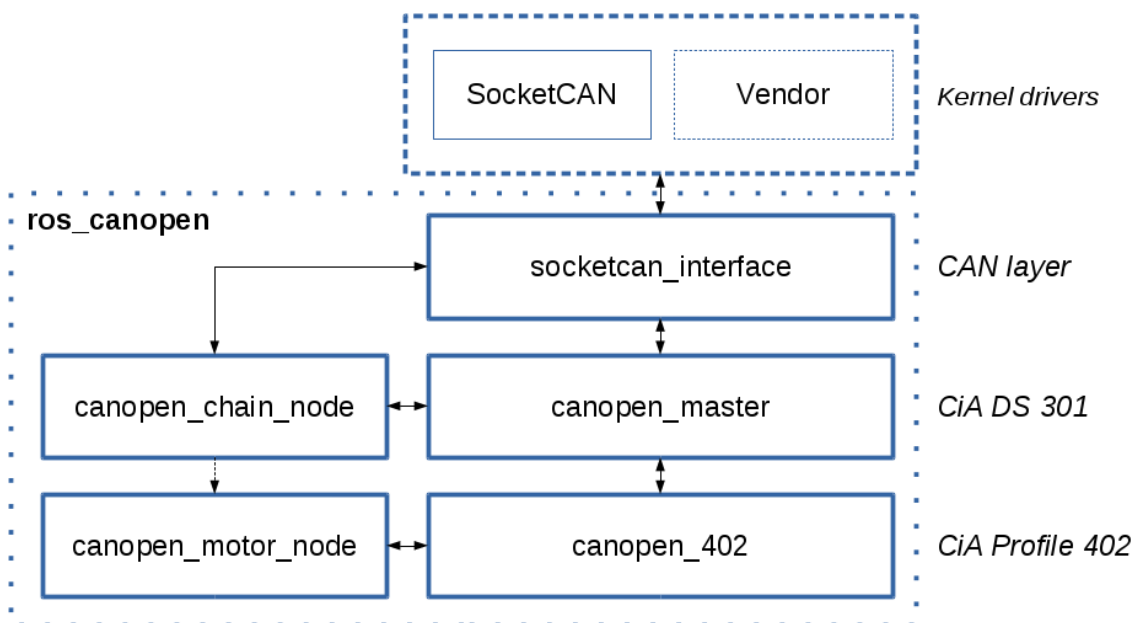 SocketCAN
Vendor
Kernel drivers
ros_canopen
socketcan_interface
CAN layer
canopen_chain_node
canopen_master
CiA DS 301
canopen_motor_node
canopen_402
CiA Profile 402